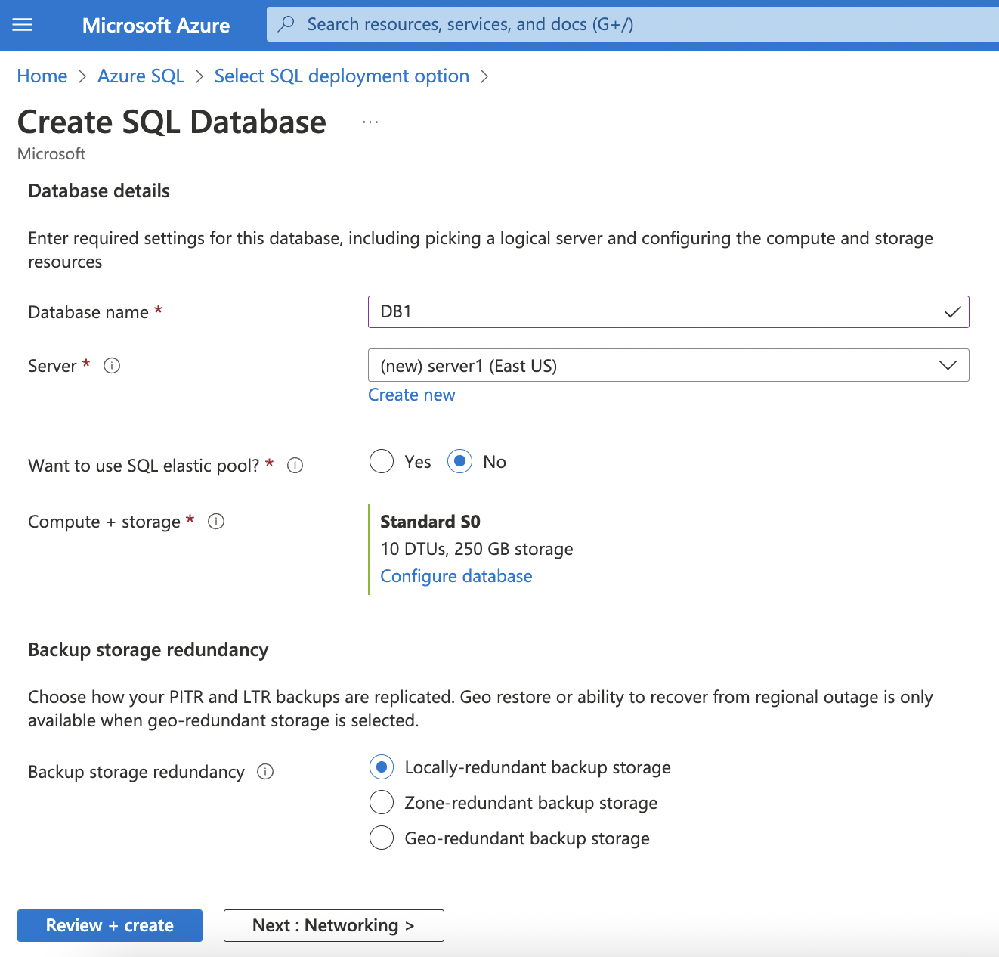 Microsoft Azure
Search resources, services, and docs (G+/)
Home > Azure SQL > Select SQL deployment option >
Create SQL Database ...
Microsoft
Database details
Enter required settings for this database, including picking a logical server and configuring the compute and storage
resources
Database name *
DB1
Server *
(new) server1 (East US)
Create new
Want to use SQL elastic pool? *
Yes No
Compute + storage *
Standard S0
10 DTUs, 250 GB storage
Configure database
Backup storage redundancy
Choose how your PITR and LTR backups are replicated. Geo restore or ability to recover from regional outage is only
available when geo-redundant storage is selected.
Backup storage redundancy
Locally-redundant backup storage
Zone-redundant backup storage
Geo-redundant backup storage
Review + create
Next : Networking >